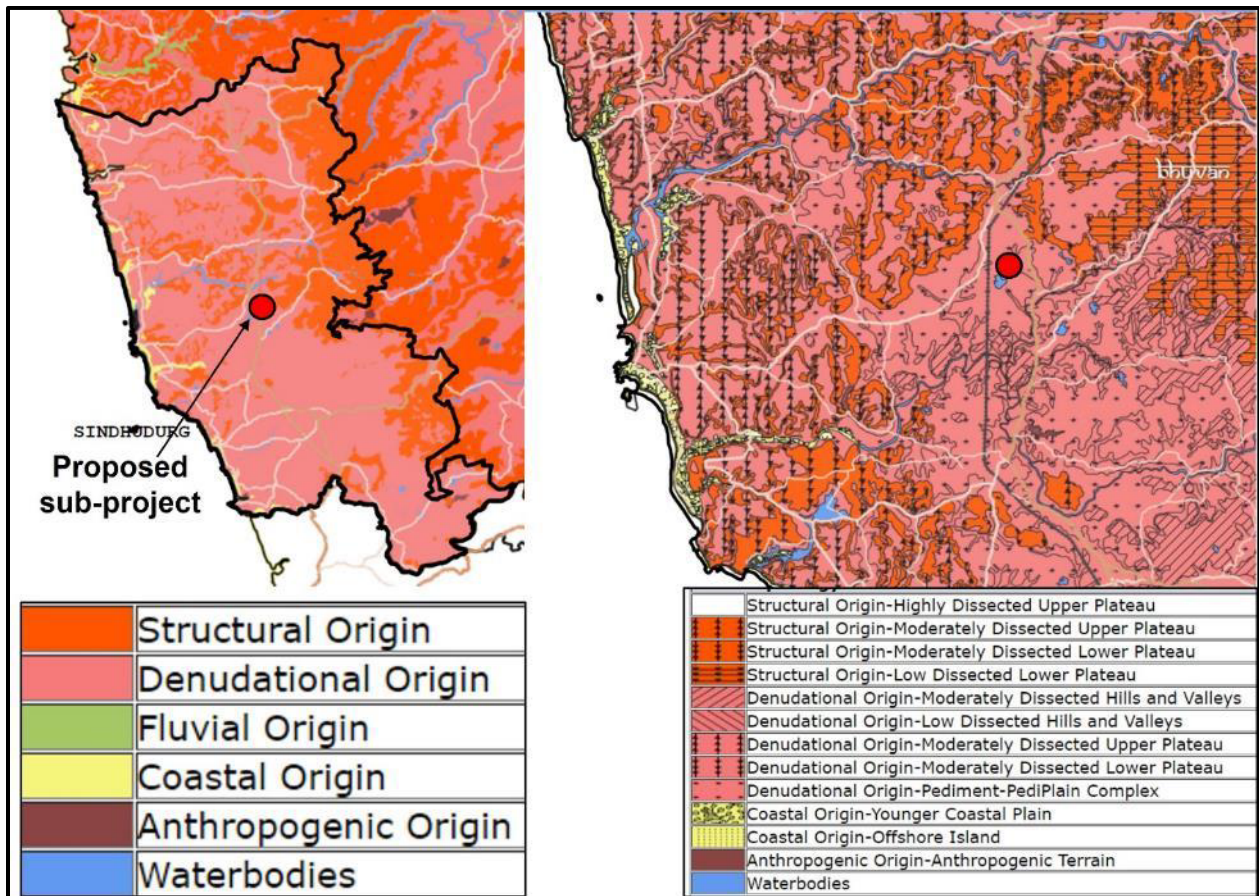 bhuvan
SINDHUDURG
Proposed
sub-project
Structural Origin
Denudational Origin
Fluvial Origin
Coastal Origin
Anthropogenic Origin
Waterbodies
Structural Origin-Highly Dissected Upper Plateau
Structural Origin-Moderately Dissected Upper Plateau
Structural Origin-Moderately Dissected Lower Plateau
Structural Origin-Low Dissected Lower Plateau
Denudational Origin-Moderately Dissected Hills and Valleys
Denudational Origin-Low Dissected Hills and Valleys
Denudational Origin-Moderately Dissected Upper Plateau
Denudational Origin-Moderately Dissected Lower Plateau
Denudational Origin-Pediment-PediPlain Complex
Coastal Origin-Younger Coastal Plain
Coastal Origin-Offshore Island
Anthropogenic Origin-Anthropogenic Terrain
Waterbodies